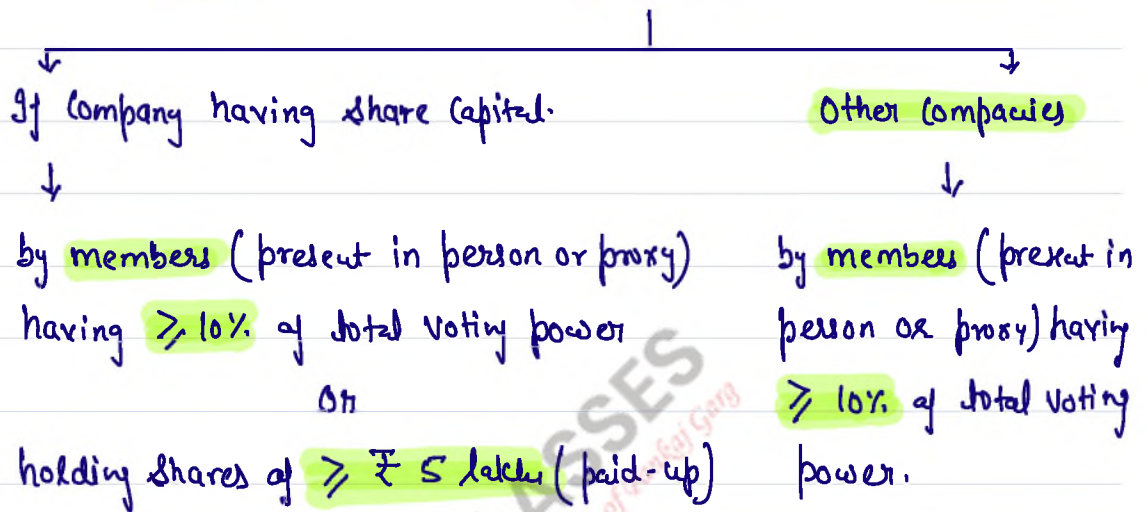 If Company having share Capital.
Other Compacies
by members (present in person or proxy)
having ≥ 10% of total voting power
or
holding shares of ≥ ₹ 5 lakhs (paid-up)
by members (present in
person or proxy) having
≥ 10% of total voting
power.